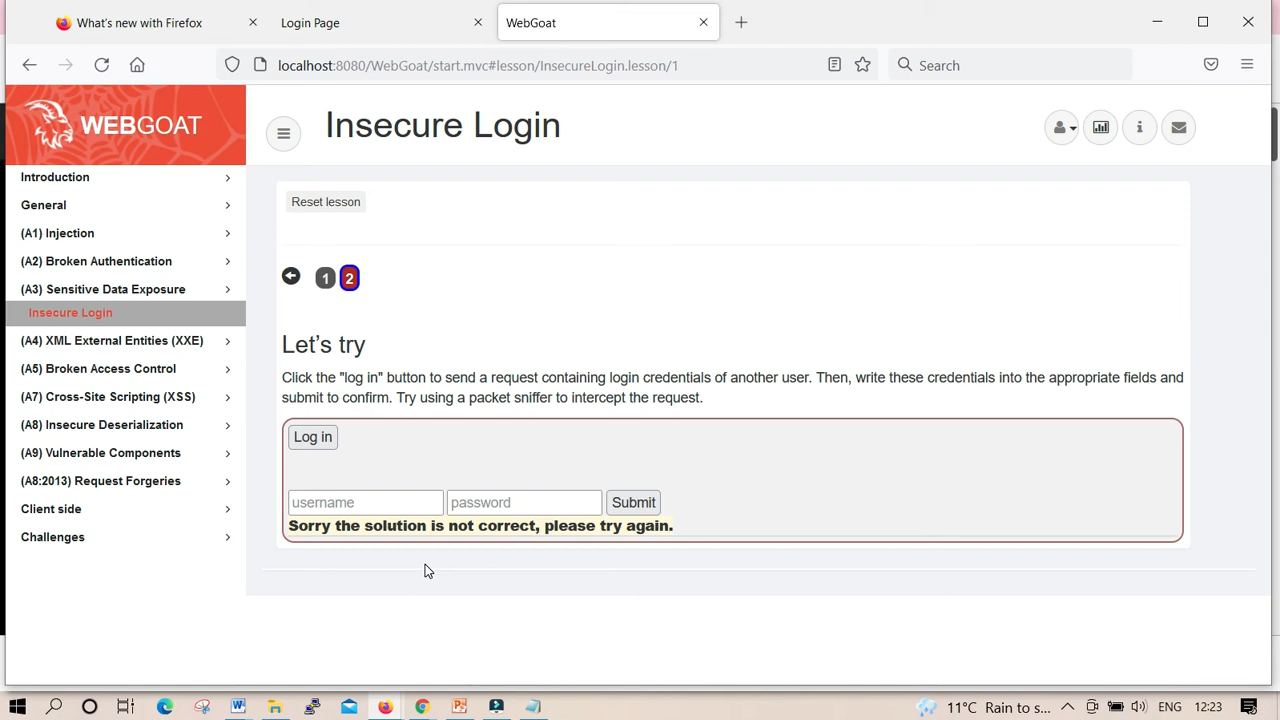 What's new with Firefox
Login Page
WebGoat
localhost:8080/WebGoat/start.mvc#lesson/InsecureLogin.lesson/1
Search
WEBGOAT
Insecure Login
Introduction
General
(A1) Injection
(A2) Broken Authentication
(A3) Sensitive Data Exposure
Insecure Login
(A4) XML External Entities (XXE)
(A5) Broken Access Control
(A7) Cross-Site Scripting (XSS)
(A8) Insecure Deserialization
(A9) Vulnerable Components
(A8:2013) Request Forgeries
Client side
Challenges
Reset lesson
1 2
Let's try
Click the "log in" button to send a request containing login credentials of another user. Then, write these credentials into the appropriate fields and
submit to confirm. Try using a packet sniffer to intercept the request.
Log in
username password Submit
Sorry the solution is not correct, please try again.
11°C Rain to s... ENG 12:23